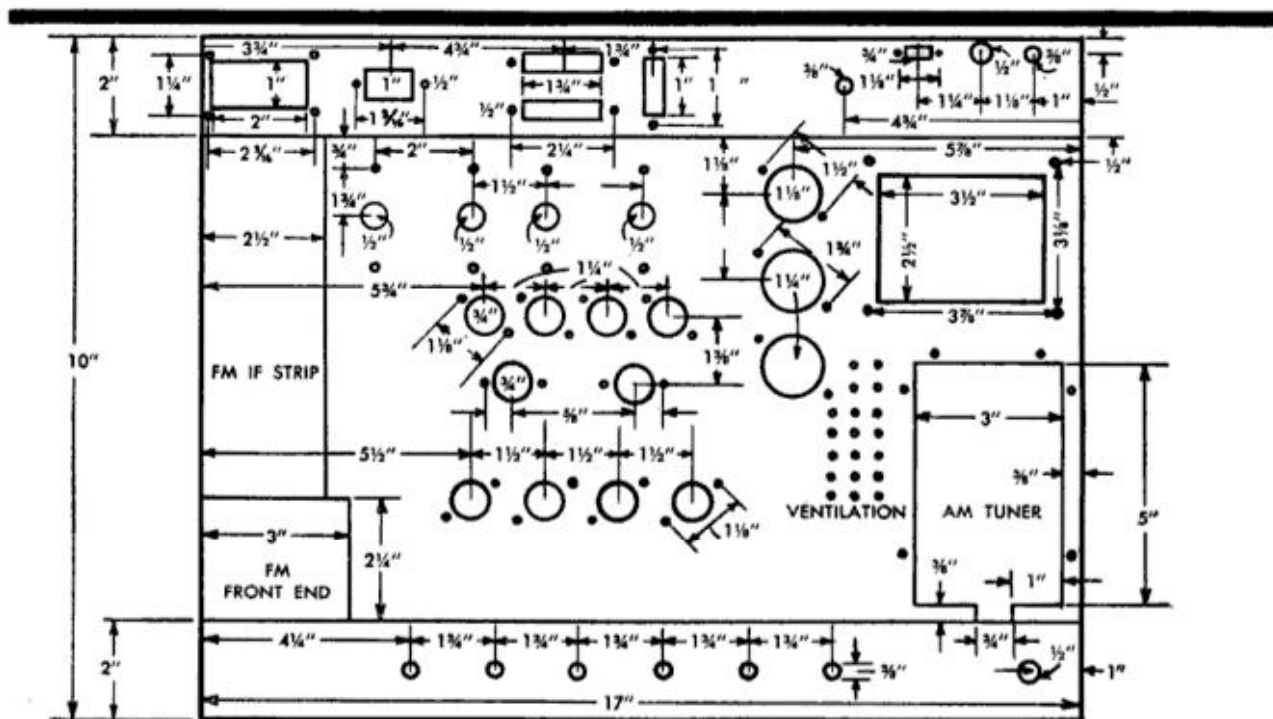 3¾" 4¾" 1¾" ¾" ½" ⅜"
2" 1¼" 1" 1" ½" 1¾" 1" 1 " ⅜" 1⅛" ½"
½" 1¼" 1⅛" 1" ½"
2" 4¾"
¾" 2" 2¼" 1⅛" 5⅞" ½"
1½" 1½"
1¾" 1⅛" 3½" 3⅛"
2½" ½" ½" ½" ½" 2½"
1¼" 1¾"
5¾" 1¼"
¾" 3⅞"
1⅛" 1⅜"
10" FM IF STRIP
¾" 3"
⅝"
5½" 1½" 1½" 1½" ⅜"
VENTILATION AM TUNER 5"
3" 2¼" 1⅛"
FM ⅜" 1"
FRONT END
4¼" 1¾" 1¾" 1¾" 1¾" 1¾" ¾"
2" ⅜" ½" 1"
17"